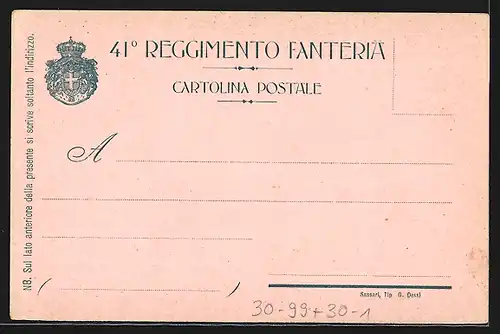 41º REGGIMENTO FANTERIA
CARTOLINA POSTALE
A
(                    )
NB. Sul lato anteriore della presente si scrive soltanto l'indirizzo.
Sassari, Tip. G. Dessì
30-99+30-1